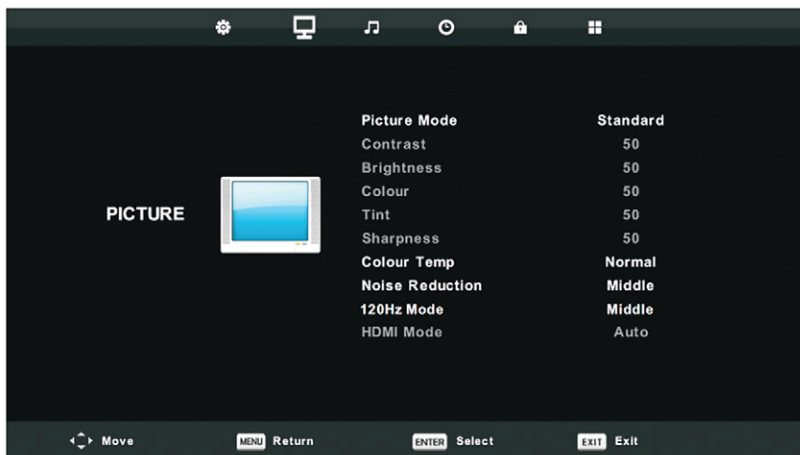 Picture Mode Standard
Contrast 50
Brightness 50
Colour 50
PICTURE
Tint 50
Sharpness 50
Colour Temp Normal
Noise Reduction Middle
120Hz Mode Middle
HDMI Mode Auto
Move MENU Return ENTER Select EXIT Exit